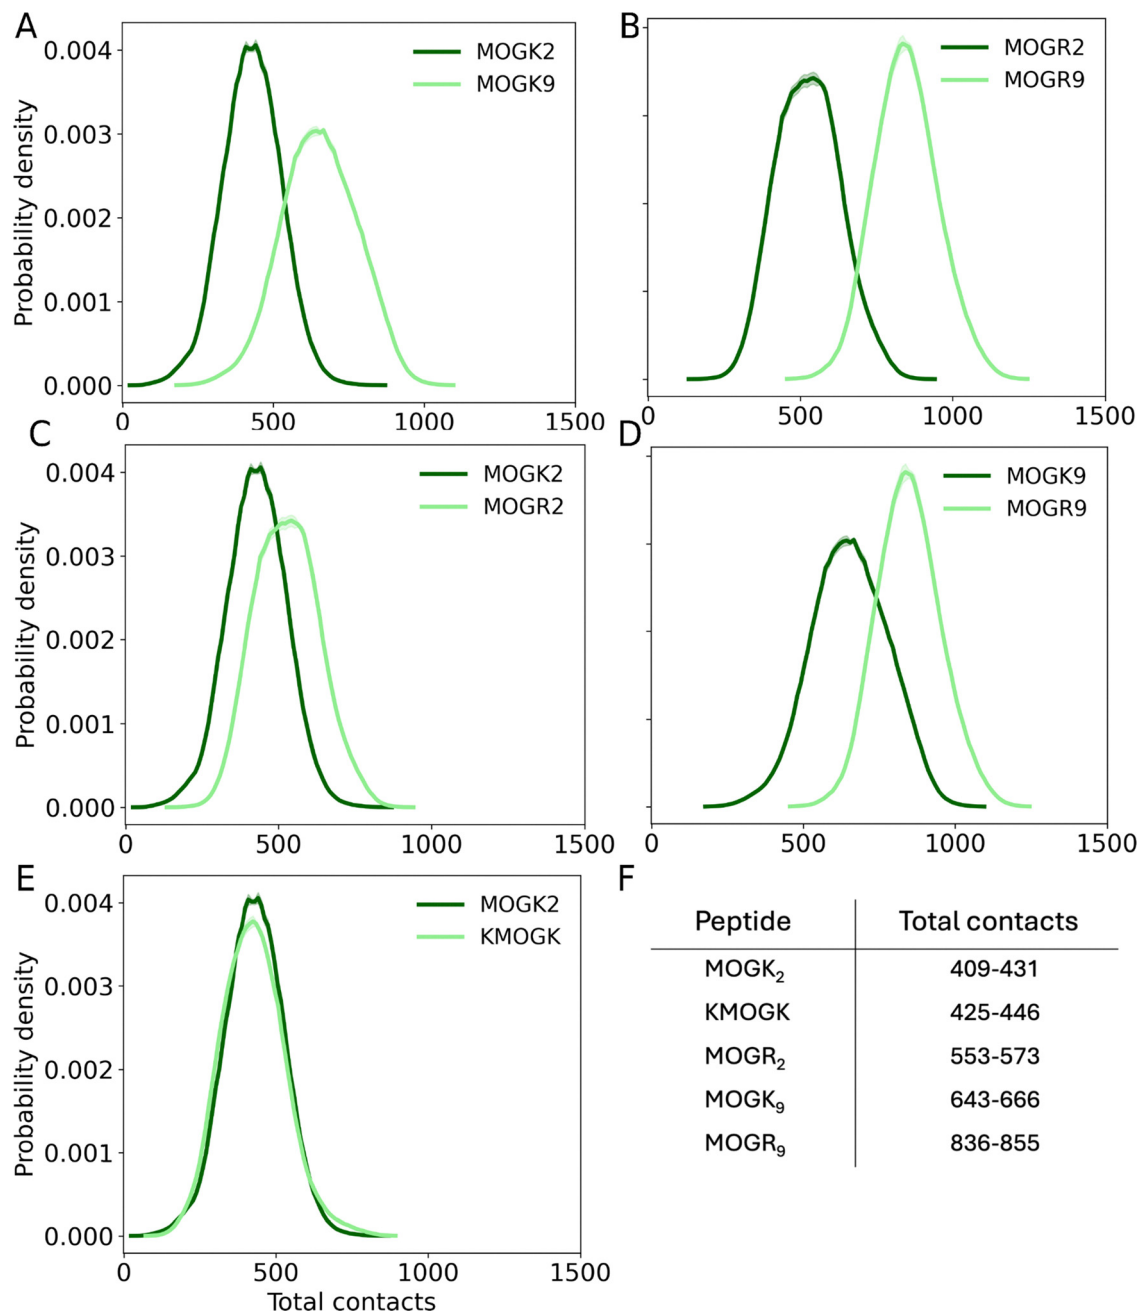 A
MOGK2
MOGK9
Probability density
0.004
0.003
0.002
0.001
0.000
0
500
1000
1500
B
MOGR2
MOGR9
0
500
1000
1500
C
MOGK2
MOGR2
Probability density
0.004
0.003
0.002
0.001
0.000
0
500
1000
1500
D
MOGK9
MOGR9
0
500
1000
1500
E
MOGK2
KMOGK
Probability density
0.004
0.003
0.002
0.001
0.000
0
500
1000
1500
Total contacts
F
Peptide Total contacts
MOGK₂ 409-431
KMOGK 425-446
MOGR₂ 553-573
MOGK₉ 643-666
MOGR₉ 836-855